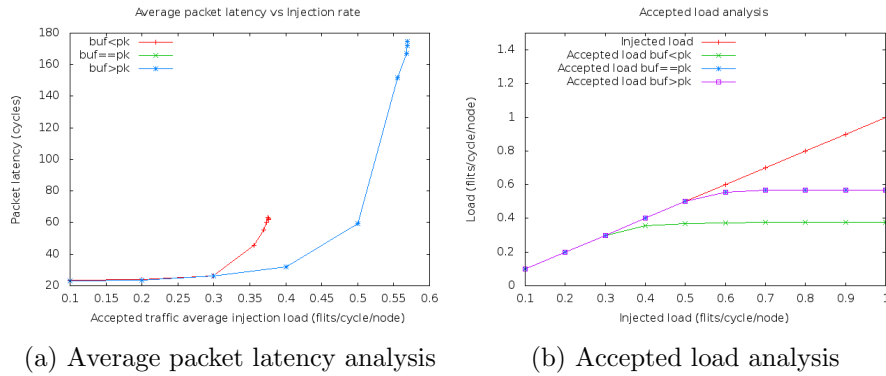 Average packet latency vs Injection rate
buf<pk
buf==pk
buf>pk
180
160
140
120
100
80
60
40
20
Packet latency (cycles)
0.1 0.15 0.2 0.25 0.3 0.35 0.4 0.45 0.5 0.55 0.6
Accepted traffic average injection load (flits/cycle/node)
(a) Average packet latency analysis
Accepted load analysis
Injected load
Accepted load buf<pk
Accepted load buf==pk
Accepted load buf>pk
1.4
1.2
1
0.8
0.6
0.4
0.2
0
Load (flits/cycle/node)
0.1 0.2 0.3 0.4 0.5 0.6 0.7 0.8 0.9 1
Injected load (flits/cycle/node)
(b) Accepted load analysis